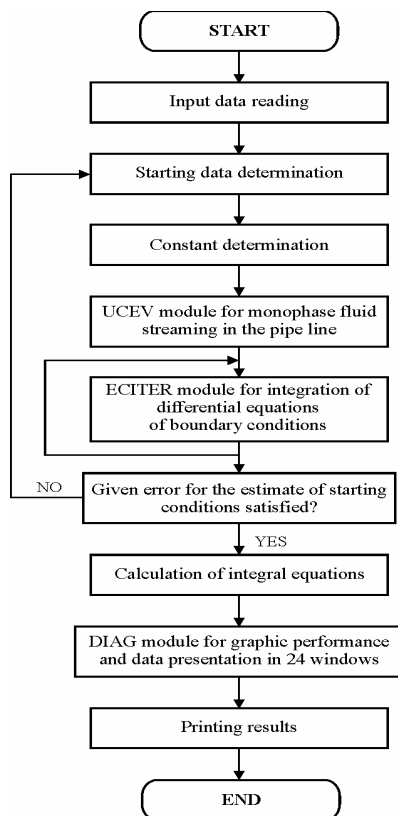 START
Input data reading
Starting data determination
Constant determination
UCEV module for monophase fluid
streaming in the pipe line
ECITER module for integration of
differential equations
of boundary conditions
NO
Given error for the estimate of starting
conditions satisfied?
YES
Calculation of integral equations
DIAG module for graphic performance
and data presentation in 24 windows
Printing results
END